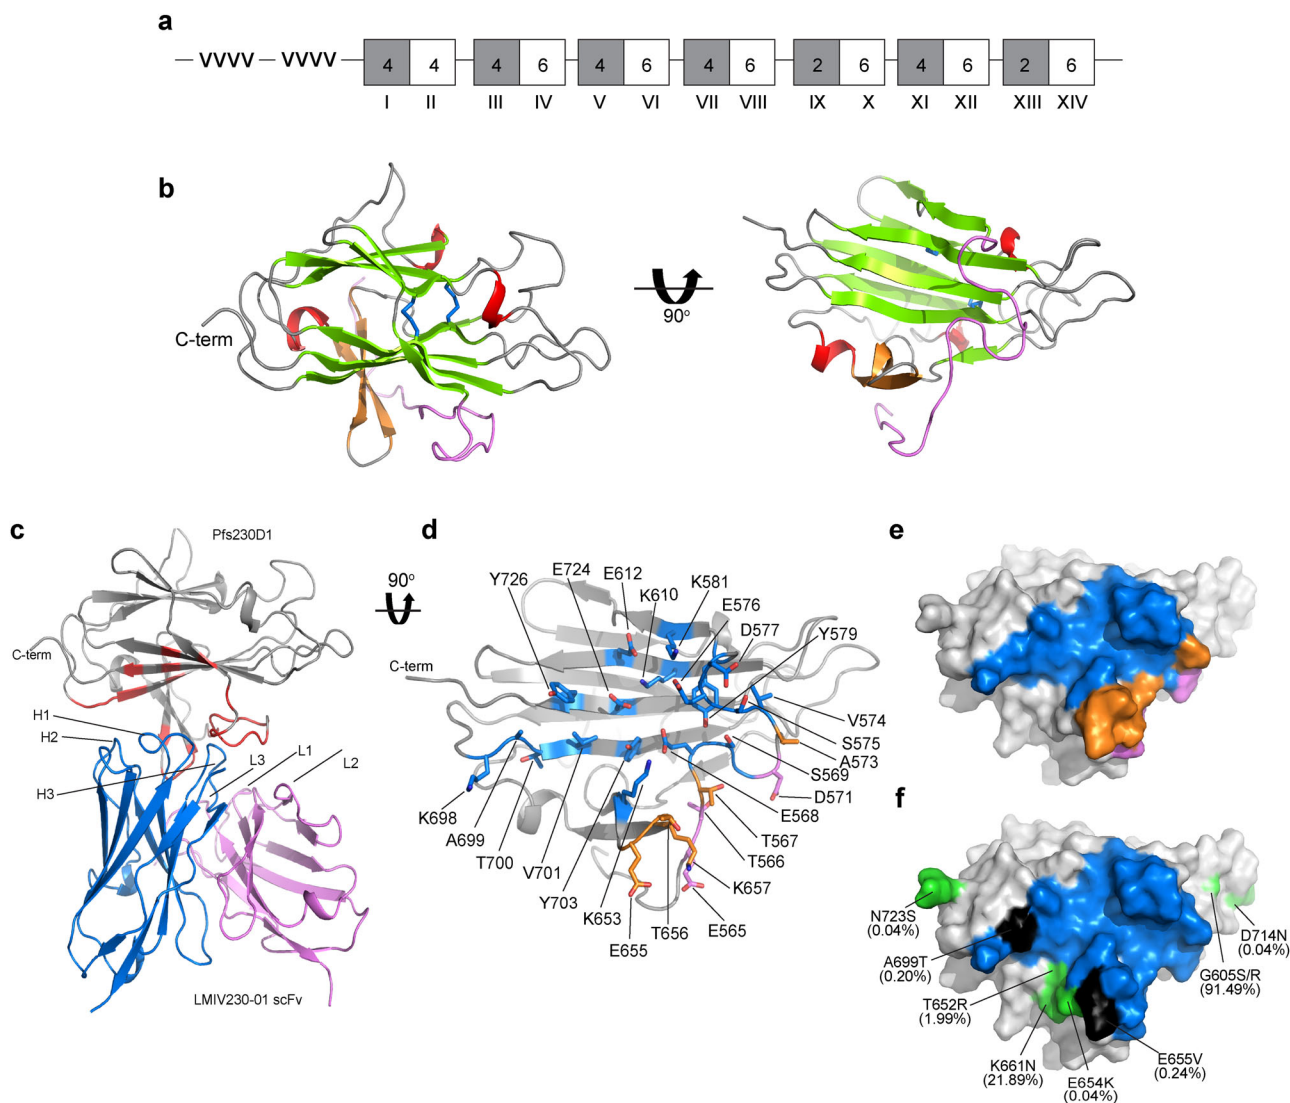 a
VVVV VVVV 4 4 4 6 4 6 4 6 2 6 4 6 2 6
I II III IV V VI VII VIII IX X XI XII XIII XIV
b
C-term
90°
c
Pfs230D1
C-term
H1
H2
H3
L3
L1
L2
LMIV230-01 scFv
90°
d
Y726
E724
E612
K610
K581
E576
D577
Y579
C-term
V574
S575
A573
S569
D571
E568
T567
T566
K657
E565
T656
E655
K653
Y703
V701
T700
A699
K698
e
f
N723S
(0.04%)
A699T
(0.20%)
T652R
(1.99%)
K661N
(21.89%)
E654K
(0.04%)
E655V
(0.24%)
G605S/R
(91.49%)
D714N
(0.04%)